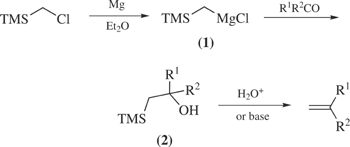 TMS Cl
Mg
Et₂O
TMS MgCl
(1)
R¹R²CO
TMS R¹ R² OH
(2)
H₃O⁺
or base
R¹
R²